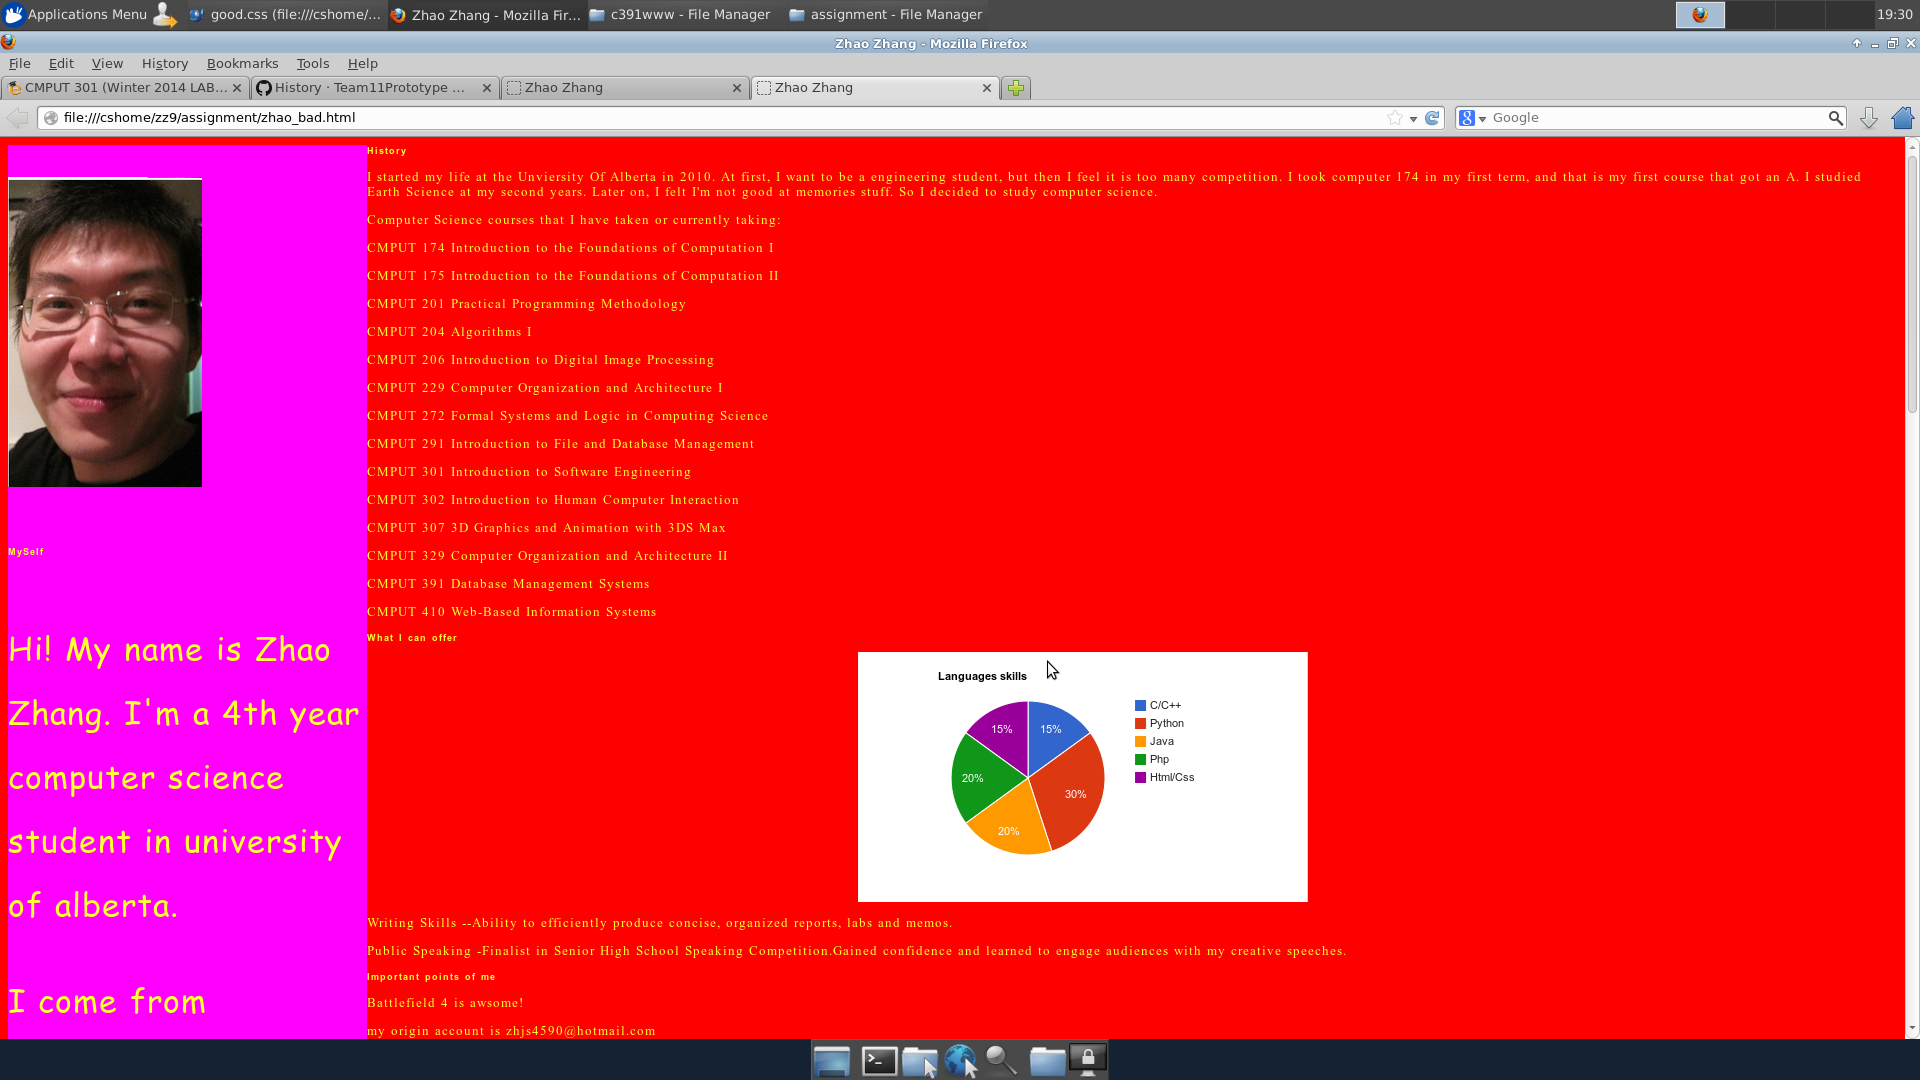 Applications Menu
good.css (file:///cshome/...
Zhao Zhang - Mozilla Fir...
c391www - File Manager
assignment - File Manager
19:30
Zhao Zhang - Mozilla Firefox
File Edit View History Bookmarks Tools Help
CMPUT 301 (Winter 2014 LAB...
History · Team11Prototype ...
Zhao Zhang
Zhao Zhang
file:///cshome/zz9/assignment/zhao_bad.html
Google
MySelf
Hi! My name is Zhao
Zhang. I'm a 4th year
computer science
student in university
of alberta.
I come from
History
I started my life at the Unviersity Of Alberta in 2010. At first, I want to be a engineering student, but then I feel it is too many competition. I took computer 174 in my first term, and that is my first course that got an A. I studied
Earth Science at my second years. Later on, I felt I'm not good at memories stuff. So I decided to study computer science.
Computer Science courses that I have taken or currently taking:
CMPUT 174 Introduction to the Foundations of Computation I
CMPUT 175 Introduction to the Foundations of Computation II
CMPUT 201 Practical Programming Methodology
CMPUT 204 Algorithms I
CMPUT 206 Introduction to Digital Image Processing
CMPUT 229 Computer Organization and Architecture I
CMPUT 272 Formal Systems and Logic in Computing Science
CMPUT 291 Introduction to File and Database Management
CMPUT 301 Introduction to Software Engineering
CMPUT 302 Introduction to Human Computer Interaction
CMPUT 307 3D Graphics and Animation with 3DS Max
CMPUT 329 Computer Organization and Architecture II
CMPUT 391 Database Management Systems
CMPUT 410 Web-Based Information Systems
What I can offer
Languages skills
15%
15%
20%
30%
20%
C/C++
Python
Java
Php
Html/Css
Writing Skills --Ability to efficiently produce concise, organized reports, labs and memos.
Public Speaking -Finalist in Senior High School Speaking Competition.Gained confidence and learned to engage audiences with my creative speeches.
Important points of me
Battlefield 4 is awsome!
my origin account is zhjs4590@hotmail.com